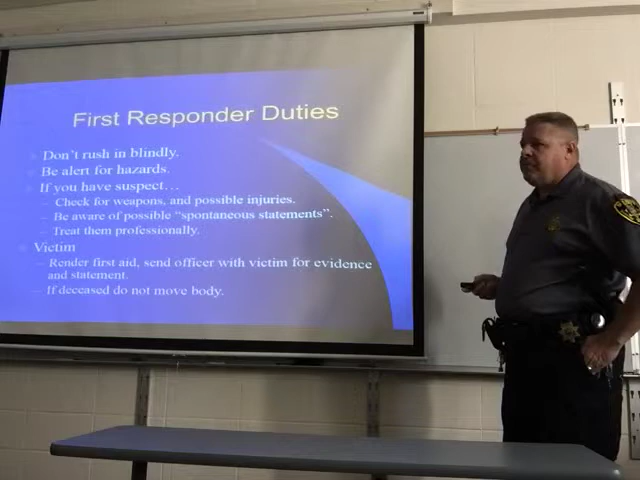 First Responder Duties
Don't rush in blindly.
Be alert for hazards.
If you have suspect…
– Check for weapons, and possible injuries.
– Be aware of possible "spontaneous statements".
– Treat them professionally.
Victim
– Render first aid, send officer with victim for evidence
and statement.
– If deceased do not move body.